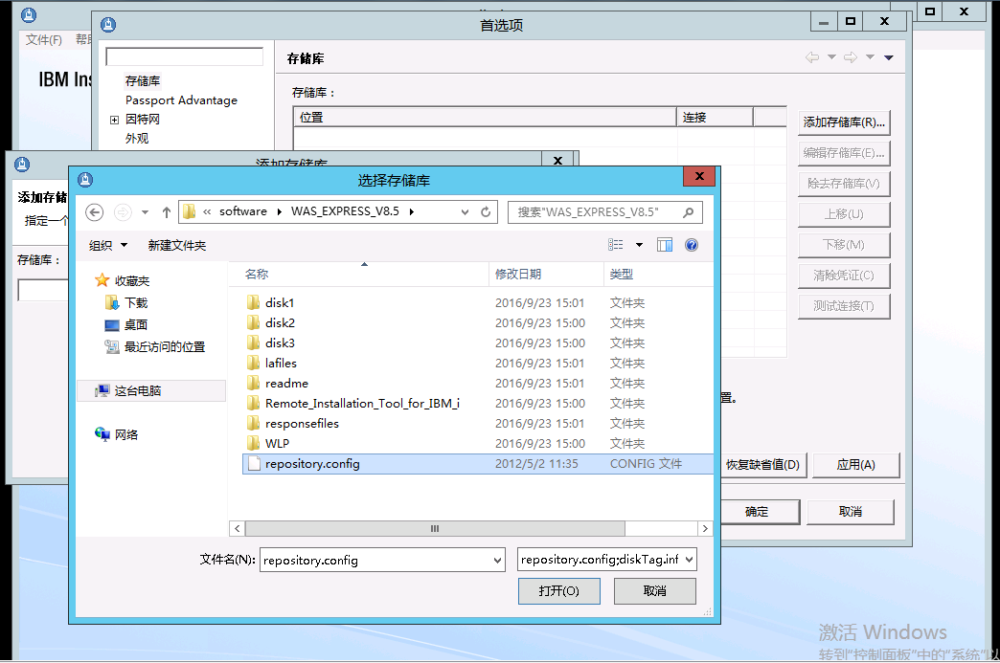 文件(F) 帮
IBM Ins
首选项
存储库
Passport Advantage
因特网
外观
存储库
存储库：
位置 连接
添加存储库(R)...
编辑存储库(E)...
除去存储库(V)
上移(U)
下移(M)
清除凭证(C)
测试连接(T)
置。
恢复缺省值(D) 应用(A)
确定 取消
添加存储库
添加存储
指定一个
存储库：
选择存储库
« software WAS_EXPRESS_V8.5
搜索"WAS_EXPRESS_V8.5"
组织 新建文件夹
收藏夹
下载
桌面
最近访问的位置
这台电脑
网络
名称 修改日期 类型
disk1 2016/9/23 15:01 文件夹
disk2 2016/9/23 15:00 文件夹
disk3 2016/9/23 15:00 文件夹
lafiles 2016/9/23 15:01 文件夹
readme 2016/9/23 15:01 文件夹
Remote_Installation_Tool_for_IBM_i 2016/9/23 15:00 文件夹
responsefiles 2016/9/23 15:01 文件夹
WLP 2016/9/23 15:00 文件夹
repository.config 2012/5/2 11:35 CONFIG 文件
文件名(N): repository.config repository.config;diskTag.inf
打开(O) 取消
激活 Windows
转到"控制面板"中的"系统"以